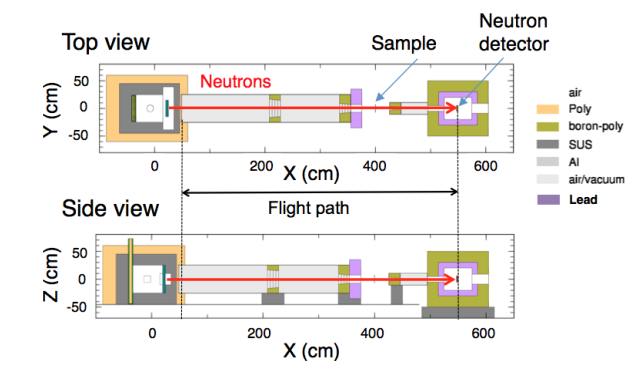 Top view
Sample
Neutron
detector
Neutrons
Y (cm)
50
0
-50
0
200
400
600
X (cm)
Flight path
air
Poly
boron-poly
SUS
Al
air/vacuum
Lead
Side view
Z (cm)
50
0
-50
Neutrons
0
200
400
600
X (cm)